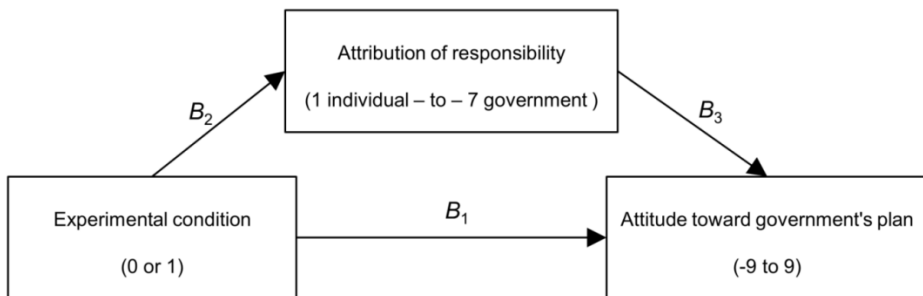 Attribution of responsibility
(1 individual – to – 7 government )
B2
B3
Experimental condition
(0 or 1)
B1
Attitude toward government's plan
(-9 to 9)